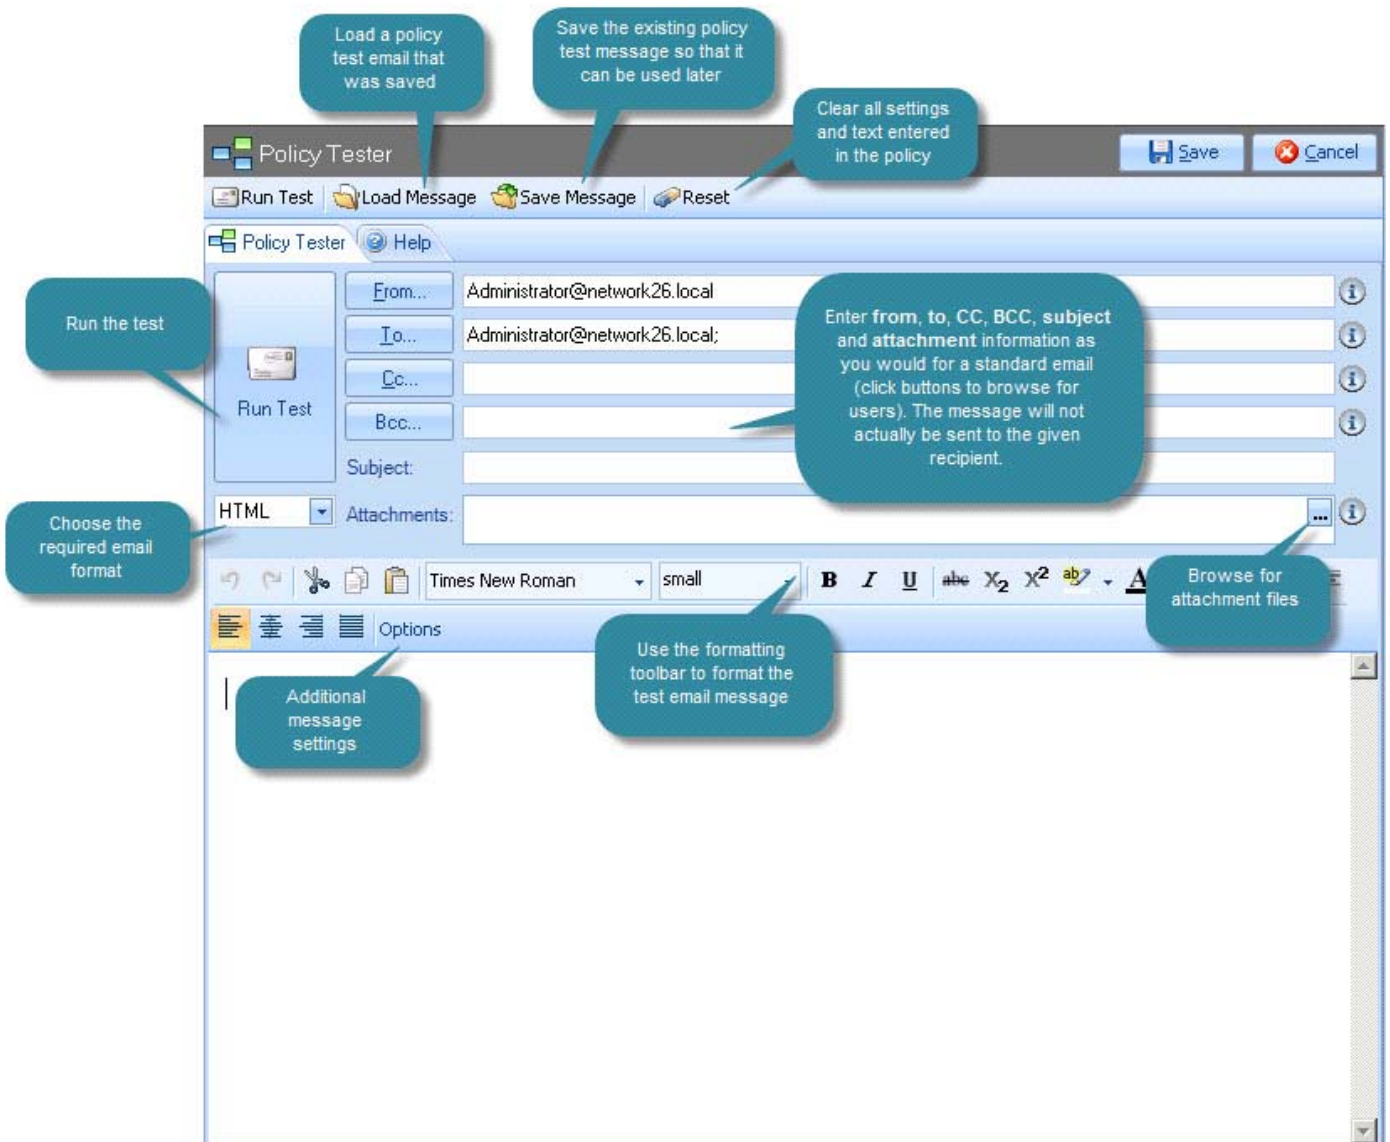 Load a policy
test email that
was saved
Save the existing policy
test message so that it
can be used later
Clear all settings
and text entered
in the policy
Policy Tester
Save
Cancel
Run Test
Load Message
Save Message
Reset
Policy Tester
Help
Run the test
Run Test
From...
Administrator@network26.local
To...
Administrator@network26.local;
Cc...
Bcc...
Subject:
Enter from, to, CC, BCC, subject
and attachment information as
you would for a standard email
(click buttons to browse for
users). The message will not
actually be sent to the given
recipient.
Choose the
required email
format
HTML
Attachments:
...
Times New Roman
small
B I U abc X2 X2 ab A
Browse for
attachment files
Options
Use the formatting
toolbar to format the
test email message
Additional
message
settings